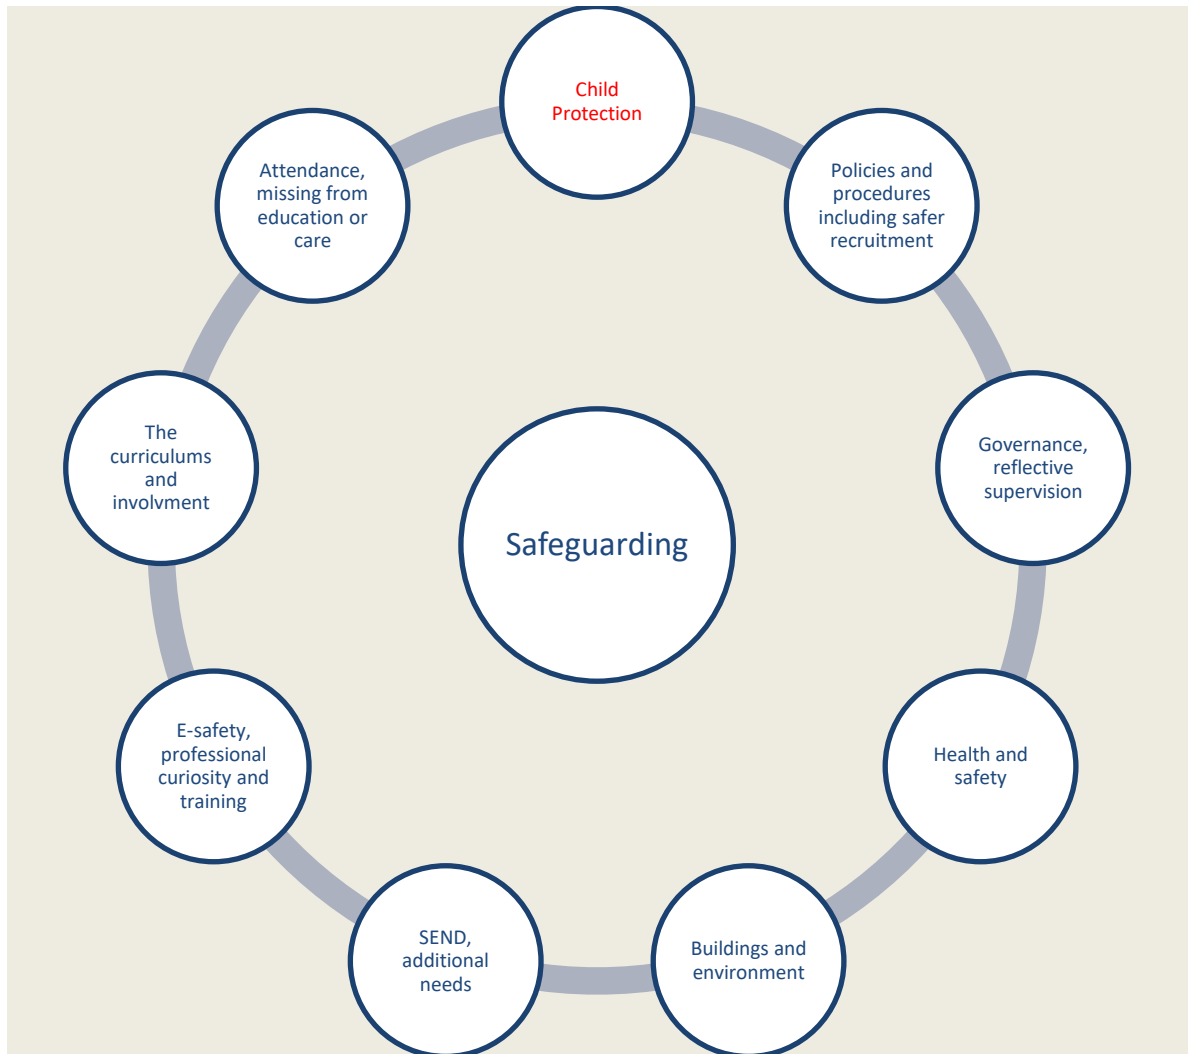 Child
Protection
Policies and
procedures
including safer
recruitment
Governance,
reflective
supervision
Health and
safety
Buildings and
environment
SEND,
additional
needs
E-safety,
professional
curiosity and
training
The
curriculums
and
involvment
Attendance,
missing from
education or
care
Safeguarding